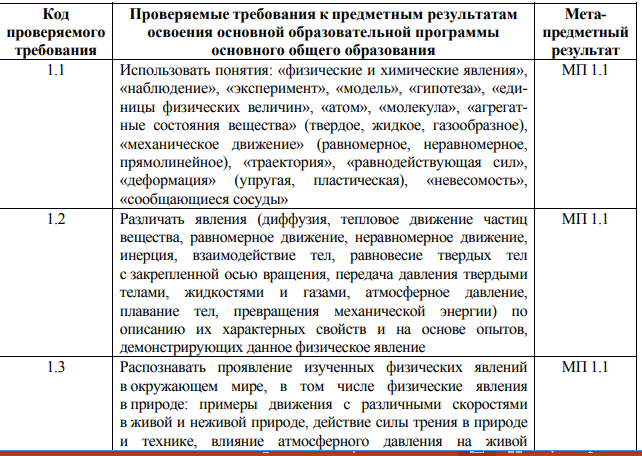 Код
проверяемого
требования
Проверяемые требования к предметным результатам
освоения основной образовательной программы
основного общего образования
Мета-
предметный
результат
1.1
Использовать понятия: «физические и химические явления»,
«наблюдение», «эксперимент», «модель», «гипотеза», «еди-
ницы физических величин», «атом», «молекула», «агрегат-
ные состояния вещества» (твердое, жидкое, газообразное),
«механическое движение» (равномерное, неравномерное,
прямолинейное), «траектория», «равнодействующая сил»,
«деформация» (упругая, пластическая), «невесомость»,
«сообщающиеся сосуды»
МП 1.1
1.2
Различать явления (диффузия, тепловое движение частиц
вещества, равномерное движение, неравномерное движение,
инерция, взаимодействие тел, равновесие твердых тел
с закрепленной осью вращения, передача давления твердыми
телами, жидкостями и газами, атмосферное давление,
плавание тел, превращения механической энергии) по
описанию их характерных свойств и на основе опытов,
демонстрирующих данное физическое явление
МП 1.1
1.3
Распознавать проявление изученных физических явлений
в окружающем мире, в том числе физические явления
в природе: примеры движения с различными скоростями
в живой и неживой природе, действие силы трения в природе
и технике, влияние атмосферного давления на живой
МП 1.1